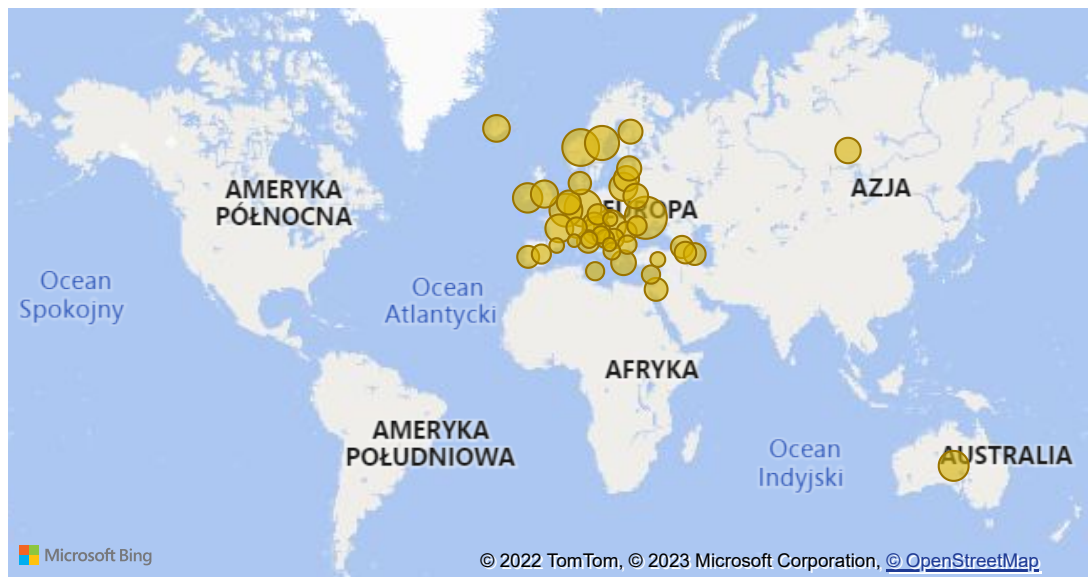 AMERYKA
PÓŁNOCNA
EUROPA
AZJA
Ocean
Spokojny
Ocean
Atlantycki
AFRYKA
AMERYKA
POŁUDNIOWA
Ocean
Indyjski
AUSTRALIA
Microsoft Bing
© 2022 TomTom, © 2023 Microsoft Corporation, © OpenStreetMap